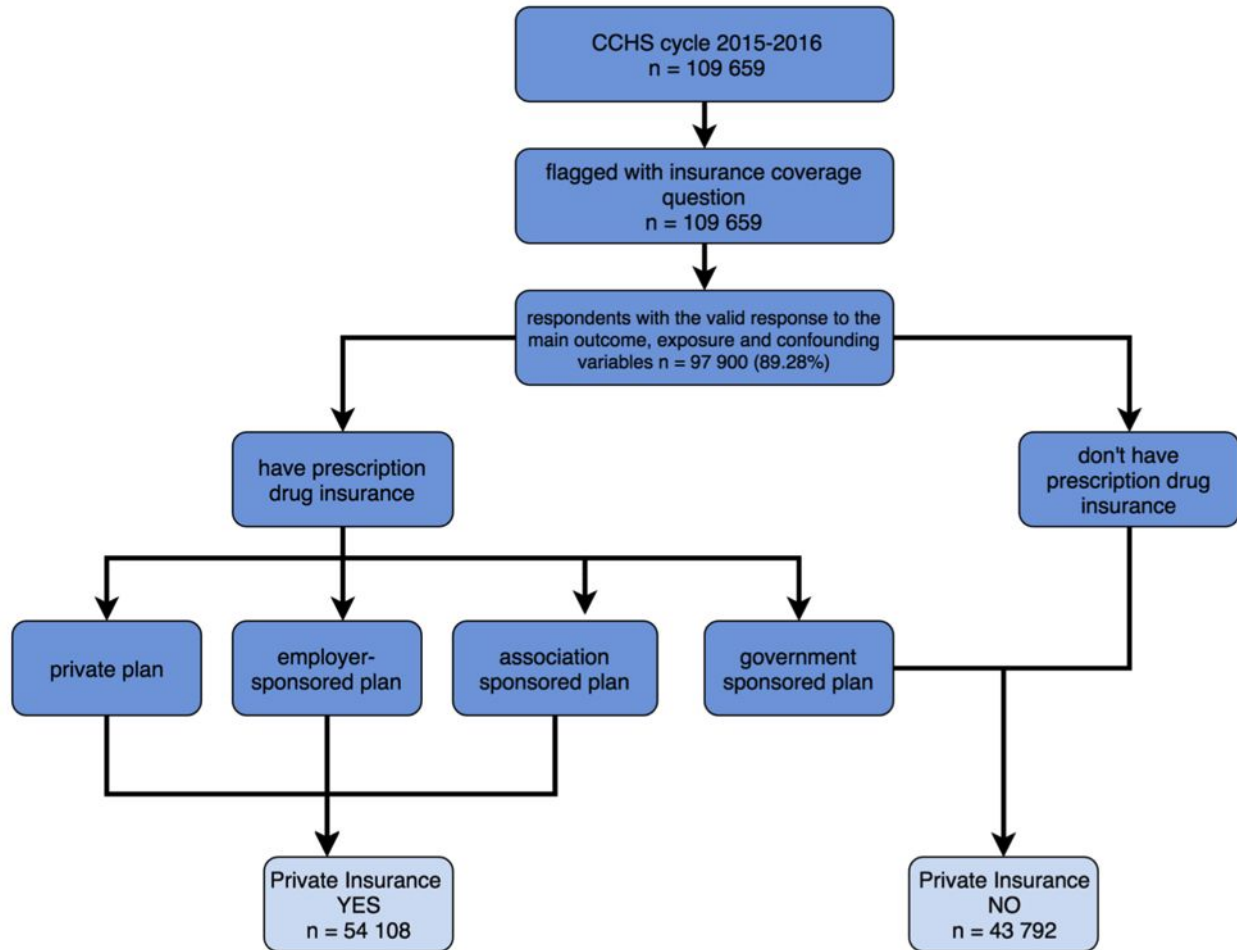 CCHS cycle 2015-2016
n = 109 659
flagged with insurance coverage
question
n = 109 659
respondents with the valid response to the
main outcome, exposure and confounding
variables n = 97 900 (89.28%)
have prescription
drug insurance
don't have
prescription drug
insurance
private plan
employer-
sponsored plan
association
sponsored plan
government
sponsored plan
Private Insurance
YES
n = 54 108
Private Insurance
NO
n = 43 792